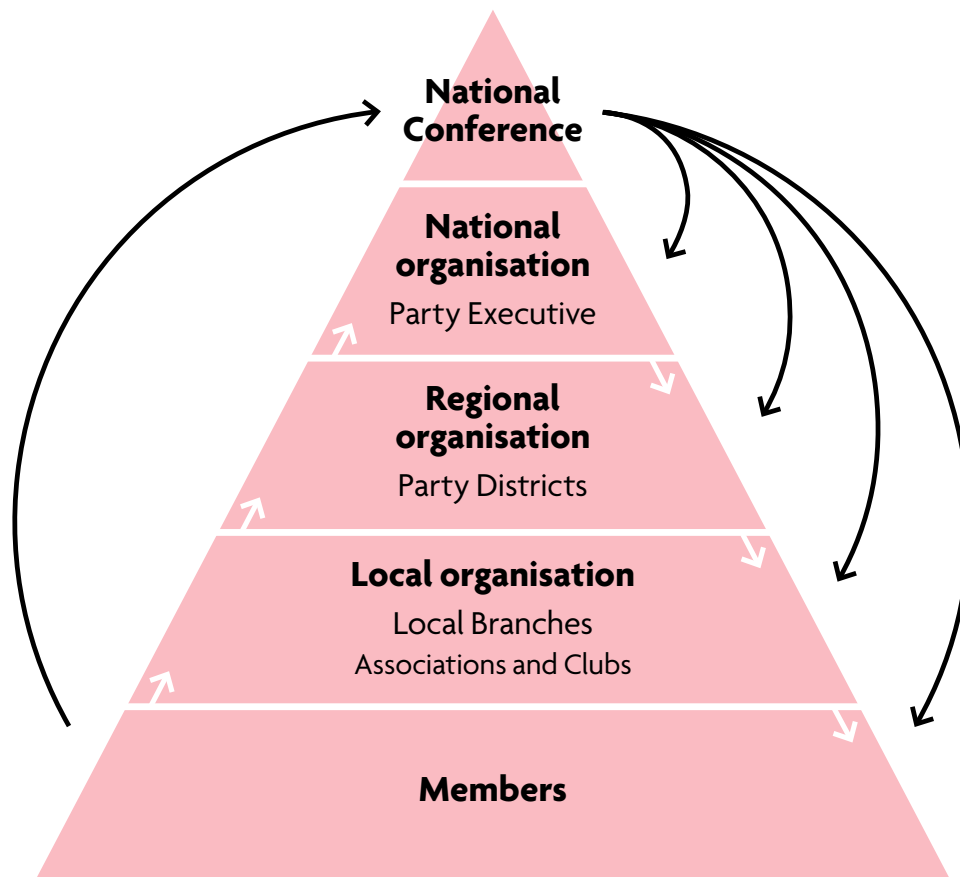 National
Conference
National
organisation
Party Executive
Regional
organisation
Party Districts
Local organisation
Local Branches
Associations and Clubs
Members